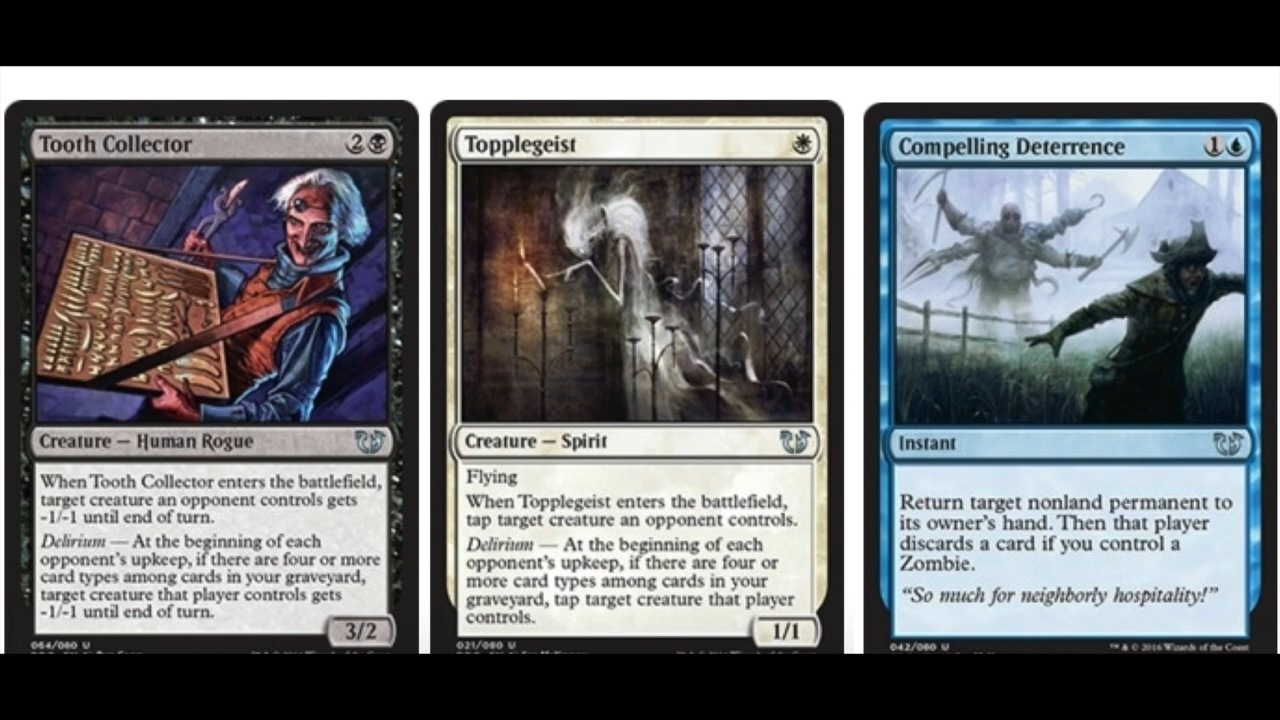 Tooth Collector 2
Creature — Human Rogue
When Tooth Collector enters the battlefield,
target creature an opponent controls gets
-1/-1 until end of turn.
Delirium — At the beginning of each
opponent's upkeep, if there are four or more
card types among cards in your graveyard,
target creature that player controls gets
-1/-1 until end of turn.
3/2
064/080 U
Topplegeist
Creature — Spirit
Flying
When Topplegeist enters the battlefield,
tap target creature an opponent controls.
Delirium — At the beginning of each
opponent's upkeep, if there are four or
more card types among cards in your
graveyard, tap target creature that player
controls.
1/1
021/080 U
Compelling Deterrence 1
Instant
Return target nonland permanent to
its owner's hand. Then that player
discards a card if you control a
Zombie.
"So much for neighborly hospitality!"
042/080 U
™ & © 2016 Wizards of the Coast